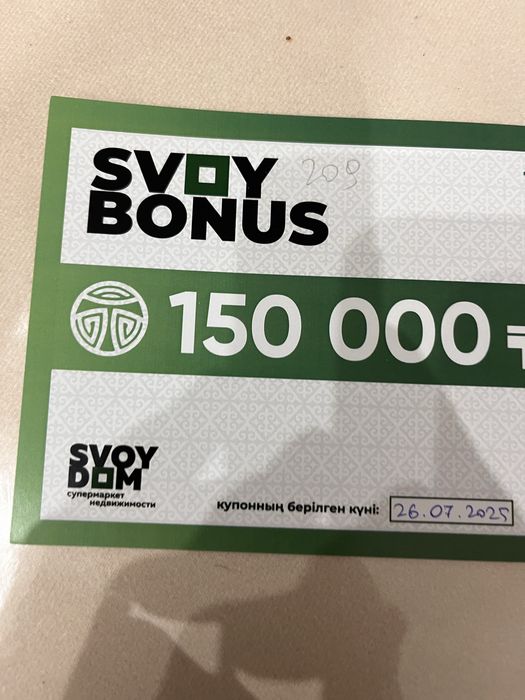 SVOY 209
BONUS
150 000 ₸
SVOY
DOM
супермаркет
недвижимости
купонның берілген күні: 26.07.2025